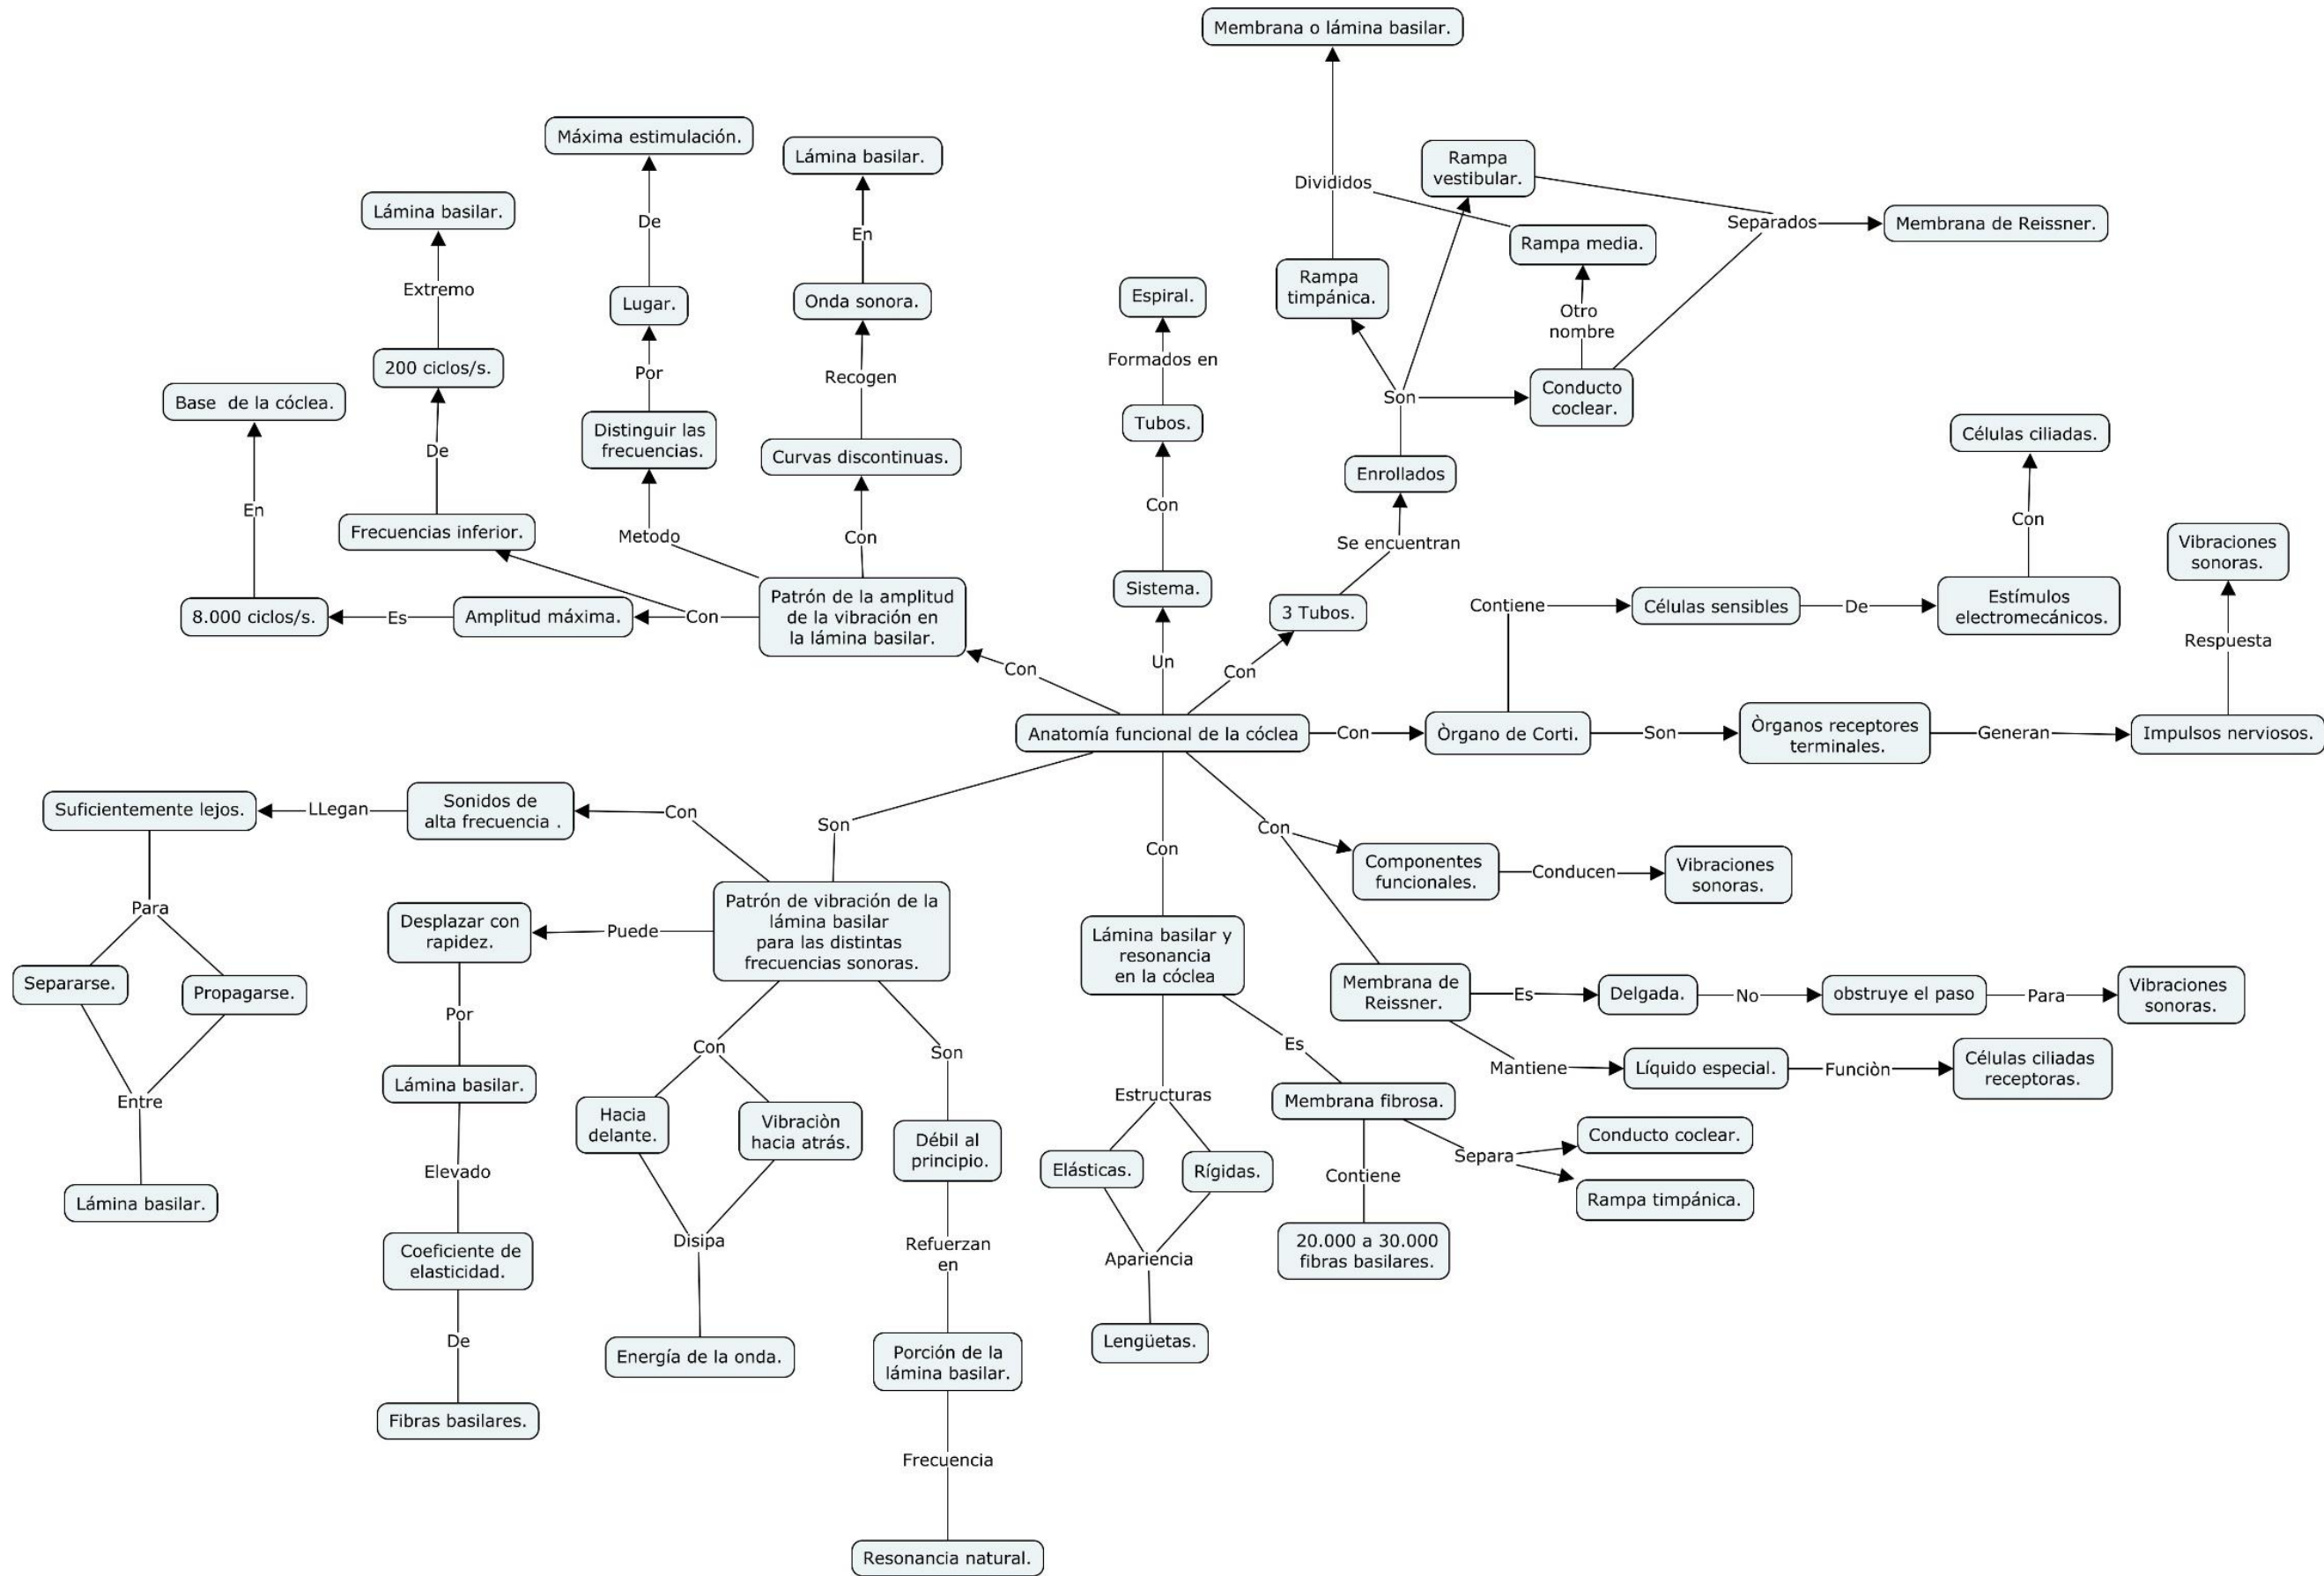 Membrana o lámina basilar.
Máxima estimulación.
Lámina basilar.
Rampa
vestibular.
Divididos
Lámina basilar.
De
Separados
Membrana de Reissner.
En
Rampa media.
Extremo
Lugar.
Onda sonora.
Espiral.
Rampa
timpánica.
Otro
nombre
Formados en
200 ciclos/s.
Por
Recogen
Base  de la cóclea.
Son
Conducto
coclear.
Tubos.
Distinguir las
frecuencias.
Células ciliadas.
De
Curvas discontinuas.
Enrollados
En
Con
Con
Frecuencias inferior.
Metodo
Con
Se encuentran
Vibraciones
sonoras.
Sistema.
3 Tubos.
Contiene
Células sensibles
De
Estímulos
electromecánicos.
8.000 ciclos/s.
Es
Amplitud máxima.
Con
Patrón de la amplitud
de la vibración en
la lámina basilar.
Respuesta
Con
Un
Con
Anatomía funcional de la cóclea
Con
Òrgano de Corti.
Son
Òrganos receptores
terminales.
Generan
Impulsos nerviosos.
Suficientemente lejos.
LLegan
Sonidos de
alta frecuencia .
Con
Son
Con
Con
Componentes
funcionales.
Conducen
Vibraciones
sonoras.
Para
Desplazar con
rapidez.
Puede
Patrón de vibración de la
lámina basilar
para las distintas
frecuencias sonoras.
Lámina basilar y
resonancia
en la cóclea
Separarse.
Propagarse.
Membrana de
Reissner.
Es
Delgada.
No
obstruye el paso
Para
Vibraciones
sonoras.
Por
Con
Son
Es
Mantiene
Líquido especial.
Funciòn
Células ciliadas
receptoras.
Entre
Lámina basilar.
Hacia
delante.
Vibraciòn
hacia atrás.
Estructuras
Membrana fibrosa.
Débil al
principio.
Separa
Conducto coclear.
Elevado
Elásticas.
Rígidas.
Contiene
Rampa timpánica.
Lámina basilar.
Disipa
Refuerzan
en
Apariencia
20.000 a 30.000
fibras basilares.
Coeficiente de
elasticidad.
De
Energía de la onda.
Porción de la
lámina basilar.
Lengüetas.
Fibras basilares.
Frecuencia
Resonancia natural.